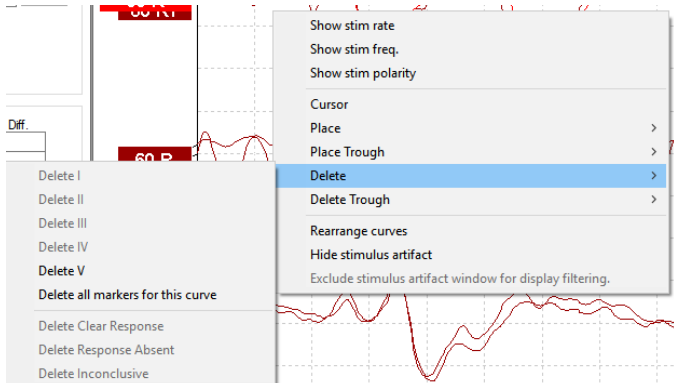 Show stim rate
Show stim freq.
Show stim polarity
Cursor
Diff.
Place
Place Trough
Delete
Delete Trough
Rearrange curves
Hide stimulus artifact
Exclude stimulus artifact window for display filtering.
Delete I
Delete II
Delete III
Delete IV
Delete V
Delete all markers for this curve
Delete Clear Response
Delete Response Absent
Delete Inconclusive